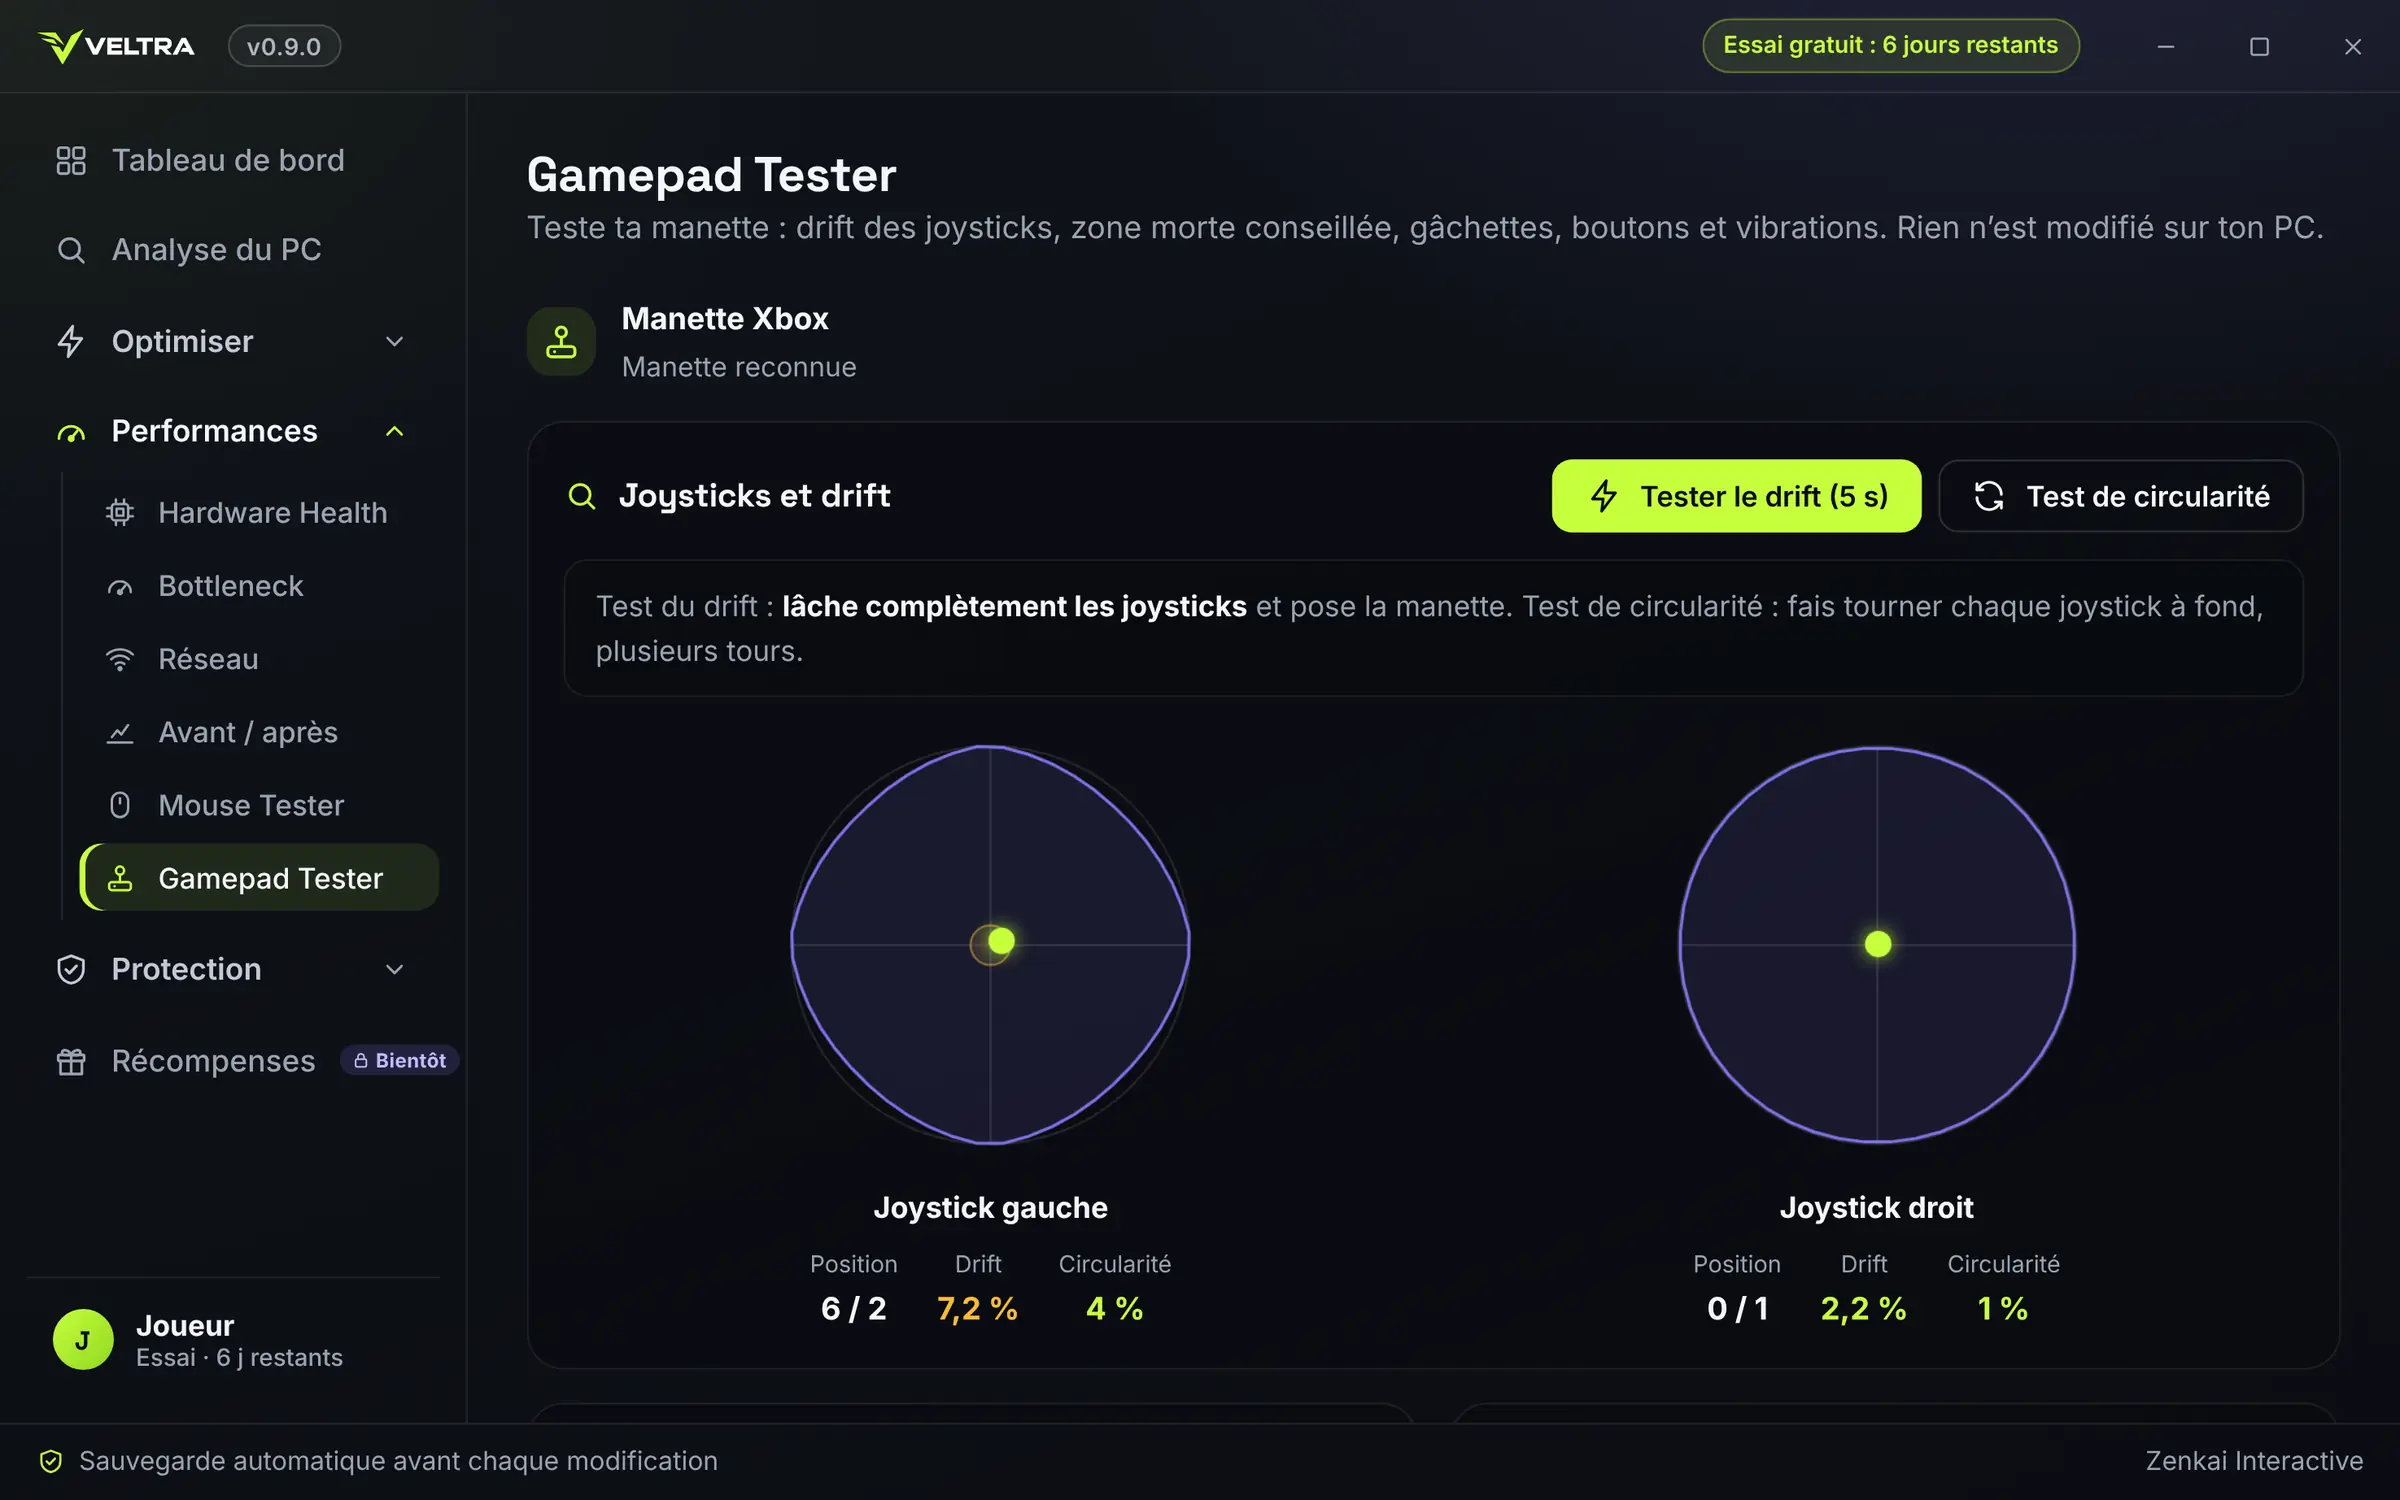 VELTRA
v0.9.0
Essai gratuit : 6 jours restants
Tableau de bord
Analyse du PC
Optimiser
Performances
Hardware Health
Bottleneck
Réseau
Avant / après
Mouse Tester
Gamepad Tester
Protection
Récompenses
Bientôt
J
Joueur
Essai · 6 j restants
Gamepad Tester
Teste ta manette : drift des joysticks, zone morte conseillée, gâchettes, boutons et vibrations. Rien n’est modifié sur ton PC.
Manette Xbox
Manette reconnue
Joysticks et drift
Tester le drift (5 s)
Test de circularité
Test du drift : lâche complètement les joysticks et pose la manette. Test de circularité : fais tourner chaque joystick à fond,
plusieurs tours.
Joystick gauche
Position Drift Circularité
6 / 2 7,2 % 4 %
Joystick droit
Position Drift Circularité
0 / 1 2,2 % 1 %
Sauvegarde automatique avant chaque modification
Zenkai Interactive